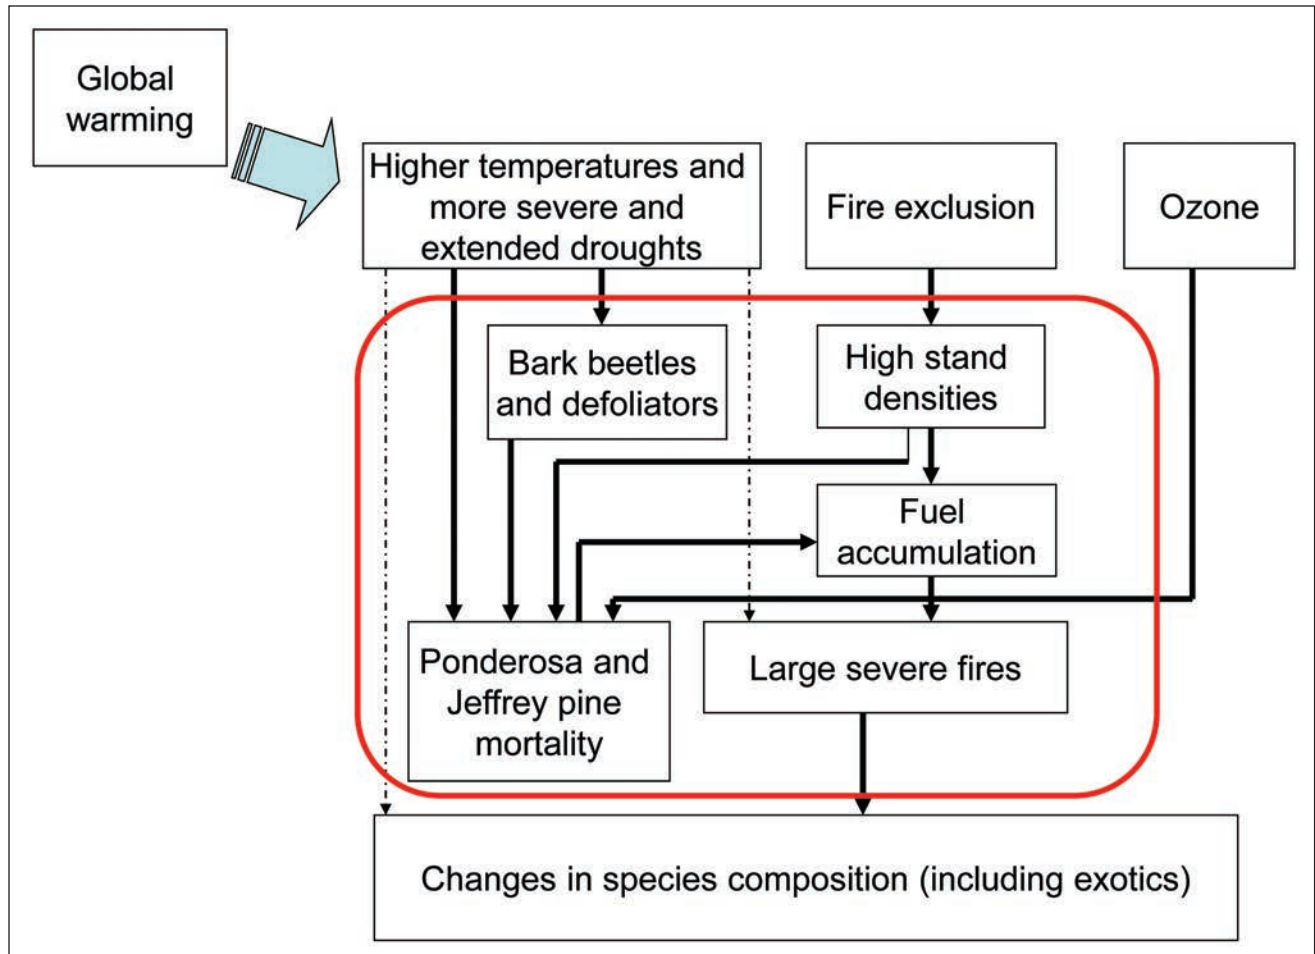 Global
warming
Higher temperatures and
more severe and
extended droughts
Fire exclusion
Ozone
Bark beetles
and defoliators
High stand
densities
Fuel
accumulation
Ponderosa and
Jeffrey pine
mortality
Large severe fires
Changes in species composition (including exotics)